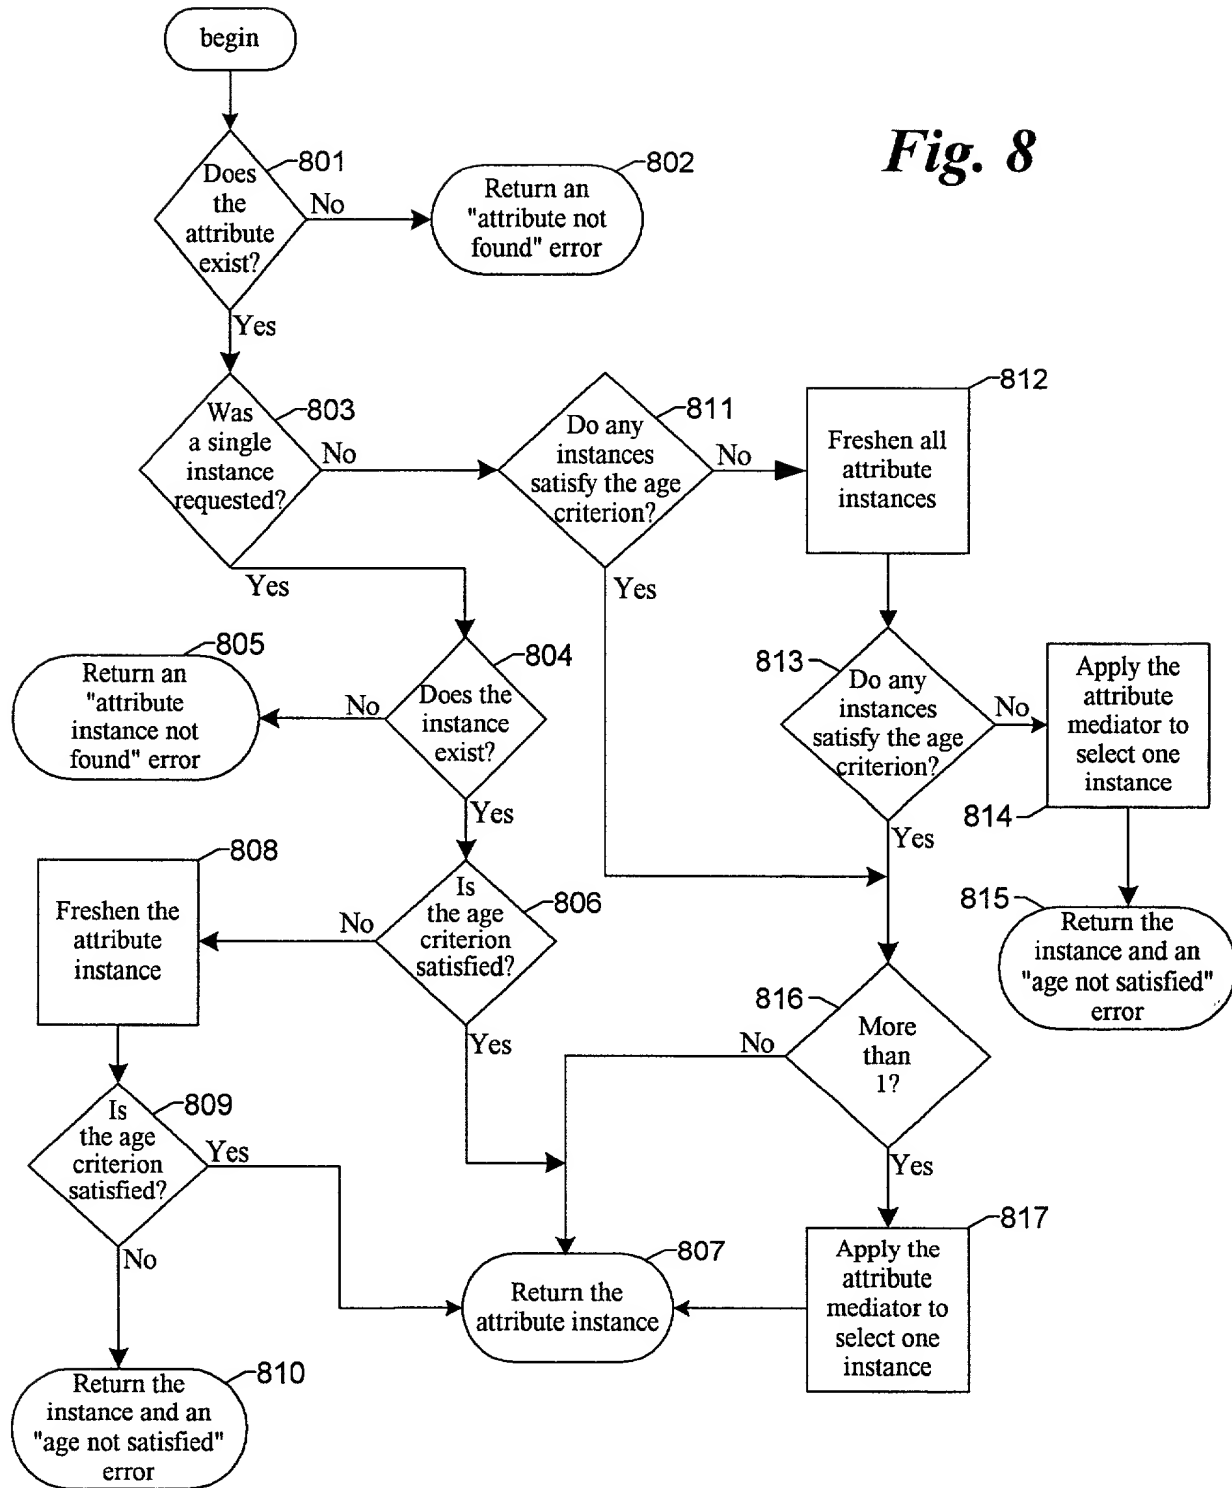 begin
Fig. 8
801
Does
the
attribute
exist?
No
802
Return an
"attribute not
found" error
Yes
803
Was
a single
instance
requested?
No
811
Do any
instances
satisfy the age
criterion?
No
812
Freshen all
attribute
instances
Yes
Yes
805
Return an
"attribute
instance not
found" error
No
804
Does the
instance
exist?
Yes
813
Do any
instances
satisfy the age
criterion?
No
Apply the
attribute
mediator to
select one
instance
814
Yes
808
Freshen the
attribute
instance
No
806
Is
the age
criterion
satisfied?
Yes
815
Return the
instance and an
"age not satisfied"
error
816
More
than
1?
No
Yes
809
Is
the age
criterion
satisfied?
Yes
No
807
Return the
attribute instance
817
Apply the
attribute
mediator to
select one
instance
810
Return the
instance and an
"age not satisfied"
error